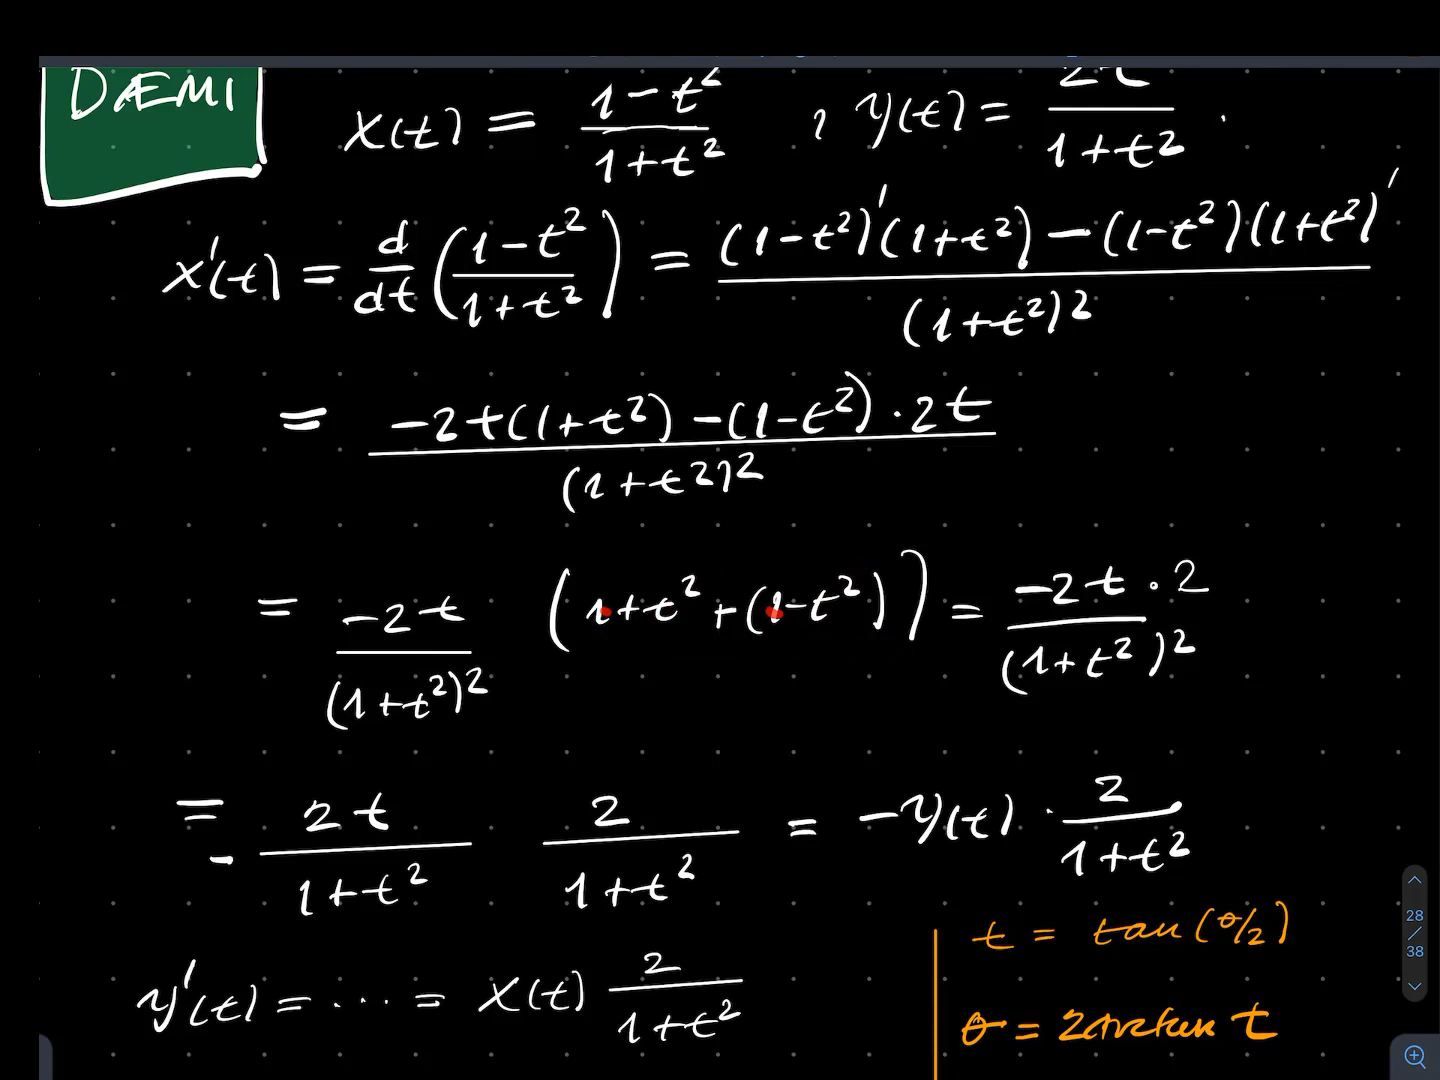 DÆMI
x(t) = (1-t²)/(1+t²) , y(t) = 2t/(1+t²) .
x'(t) = d/dt ((1-t²)/(1+t²)) = ((1-t²)'(1+t²) - (1-t²)(1+t²)')/(1+t²)²
= (-2t(1+t²) - (1-t²)·2t)/(1+t²)²
= -2t/(1+t²)² (1+t² + (1-t²)) = (-2t·2)/(1+t²)²
= - 2t/(1+t²) 2/(1+t²) = -y(t) · 2/(1+t²)
t = tan(θ/2)
y'(t) = ... = x(t) 2/(1+t²)
θ = 2arctan t
28
/
38